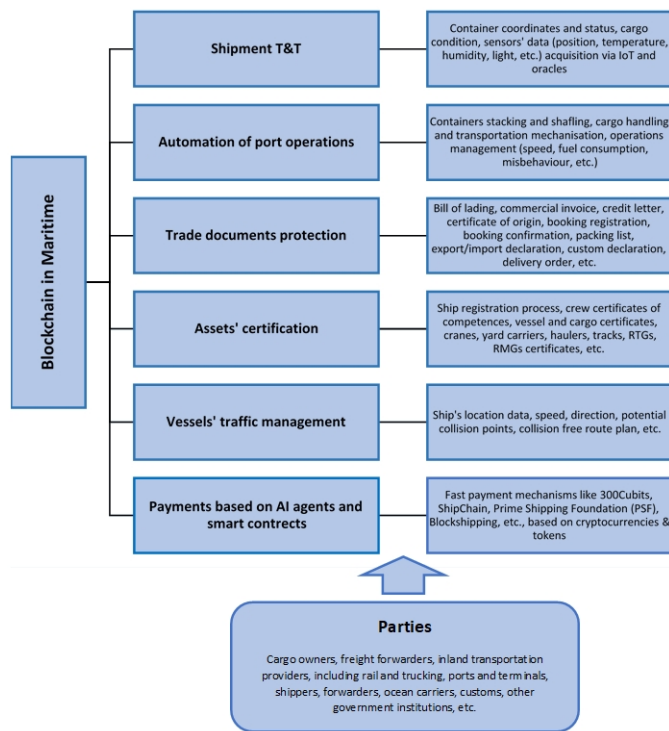 Blockchain in Maritime
Shipment T&T
Container coordinates and status, cargo
condition, sensors' data (position, temperature,
humidity, light, etc.) acquisition via IoT and
oracles
Automation of port operations
Containers stacking and shafling, cargo handling
and transportation mechanisation, operations
management (speed, fuel consumption,
misbehaviour, etc.)
Trade documents protection
Bill of lading, commercial invoice, credit letter,
certificate of origin, booking registration,
booking confirmation, packing list,
export/import declaration, custom declaration,
delivery order, etc.
Assets' certification
Ship registration process, crew certificates of
competences, vessel and cargo certificates,
cranes, yard carriers, haulers, tracks, RTGs,
RMGs certificates, etc.
Vessels' traffic management
Ship's location data, speed, direction, potential
collision points, collision free route plan, etc.
Payments based on AI agents and
smart contrects
Fast payment mechanisms like 300Cubits,
ShipChain, Prime Shipping Foundation (PSF),
Blockshipping, etc., based on cryptocurrencies &
tokens
Parties
Cargo owners, freight forwarders, inland transportation
providers, including rail and trucking, ports and terminals,
shippers, forwarders, ocean carriers, customs, other
government institutions, etc.